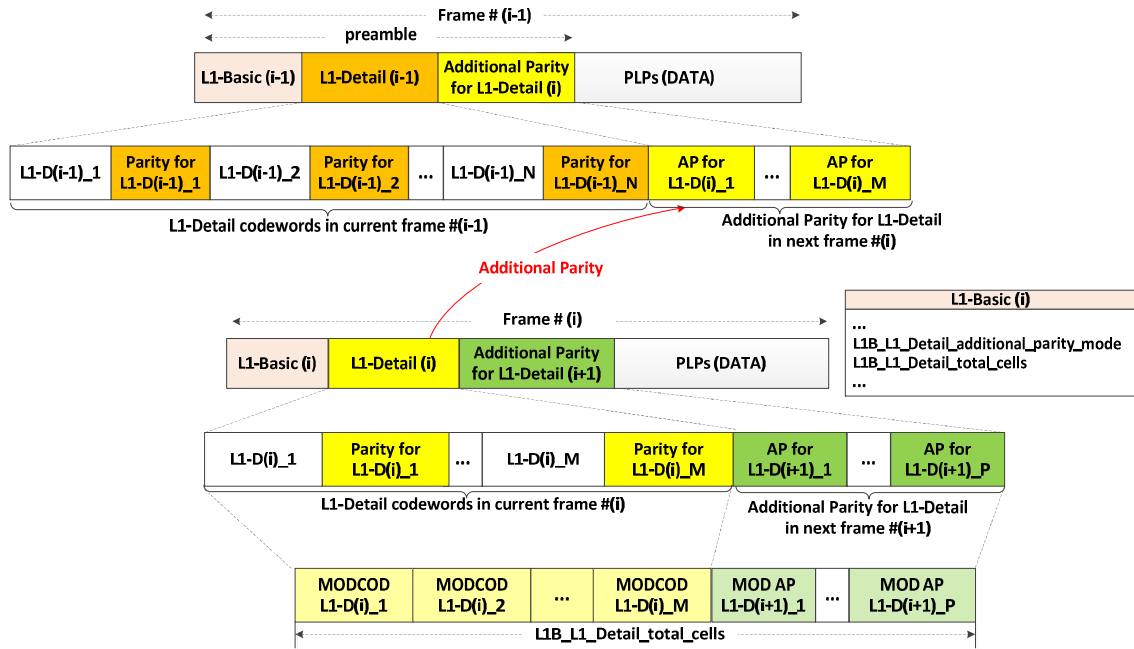 Frame # (i-1)
preamble
L1-Basic (i-1)
L1-Detail (i-1)
Additional Parity
for L1-Detail (i)
PLPs (DATA)
L1-D(i-1)_1
Parity for
L1-D(i-1)_1
L1-D(i-1)_2
Parity for
L1-D(i-1)_2
...
L1-D(i-1)_N
Parity for
L1-D(i-1)_N
AP for
L1-D(i)_1
...
AP for
L1-D(i)_M
L1-Detail codewords in current frame #(i-1)
Additional Parity for L1-Detail
in next frame #(i)
Additional Parity
Frame # (i)
L1-Basic (i)
L1-Detail (i)
Additional Parity
for L1-Detail (i+1)
PLPs (DATA)
L1-Basic (i)
...
L1B_L1_Detail_additional_parity_mode
L1B_L1_Detail_total_cells
...
L1-D(i)_1
Parity for
L1-D(i)_1
...
L1-D(i)_M
Parity for
L1-D(i)_M
AP for
L1-D(i+1)_1
...
AP for
L1-D(i+1)_P
L1-Detail codewords in current frame #(i)
Additional Parity for L1-Detail
in next frame #(i+1)
MODCOD
L1-D(i)_1
MODCOD
L1-D(i)_2
...
MODCOD
L1-D(i)_M
MOD AP
L1-D(i+1)_1
...
MOD AP
L1-D(i+1)_P
L1B_L1_Detail_total_cells